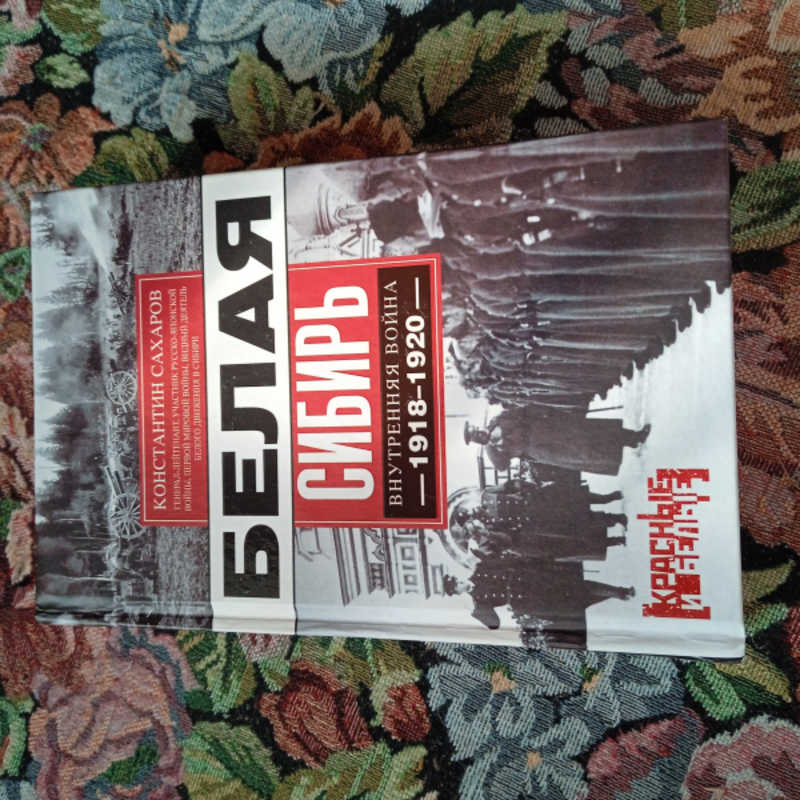 КОНСТАНТИН САХАРОВ
ГЕНЕРАЛ-ЛЕЙТЕНАНТ, УЧАСТНИК РУССКО-ЯПОНСКОЙ
ВОЙНЫ, ПЕРВОЙ МИРОВОЙ ВОЙНЫ, ВИДНЫЙ ДЕЯТЕЛЬ
БЕЛОГО ДВИЖЕНИЯ В СИБИРИ
БЕЛАЯ
СИБИРЬ
ВНУТРЕННЯЯ ВОЙНА
— 1918–1920 —
КРАСНЫЕ
И БЕЛЫЕ